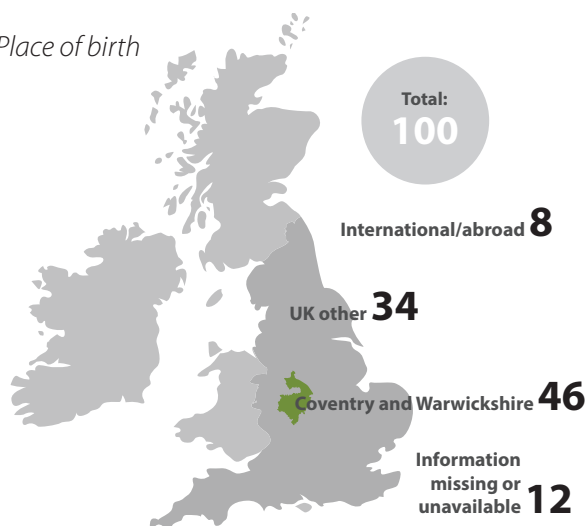 Place of birth
Total:
100
International/abroad 8
UK other 34
Coventry and Warwickshire 46
Information
missing or
unavailable 12